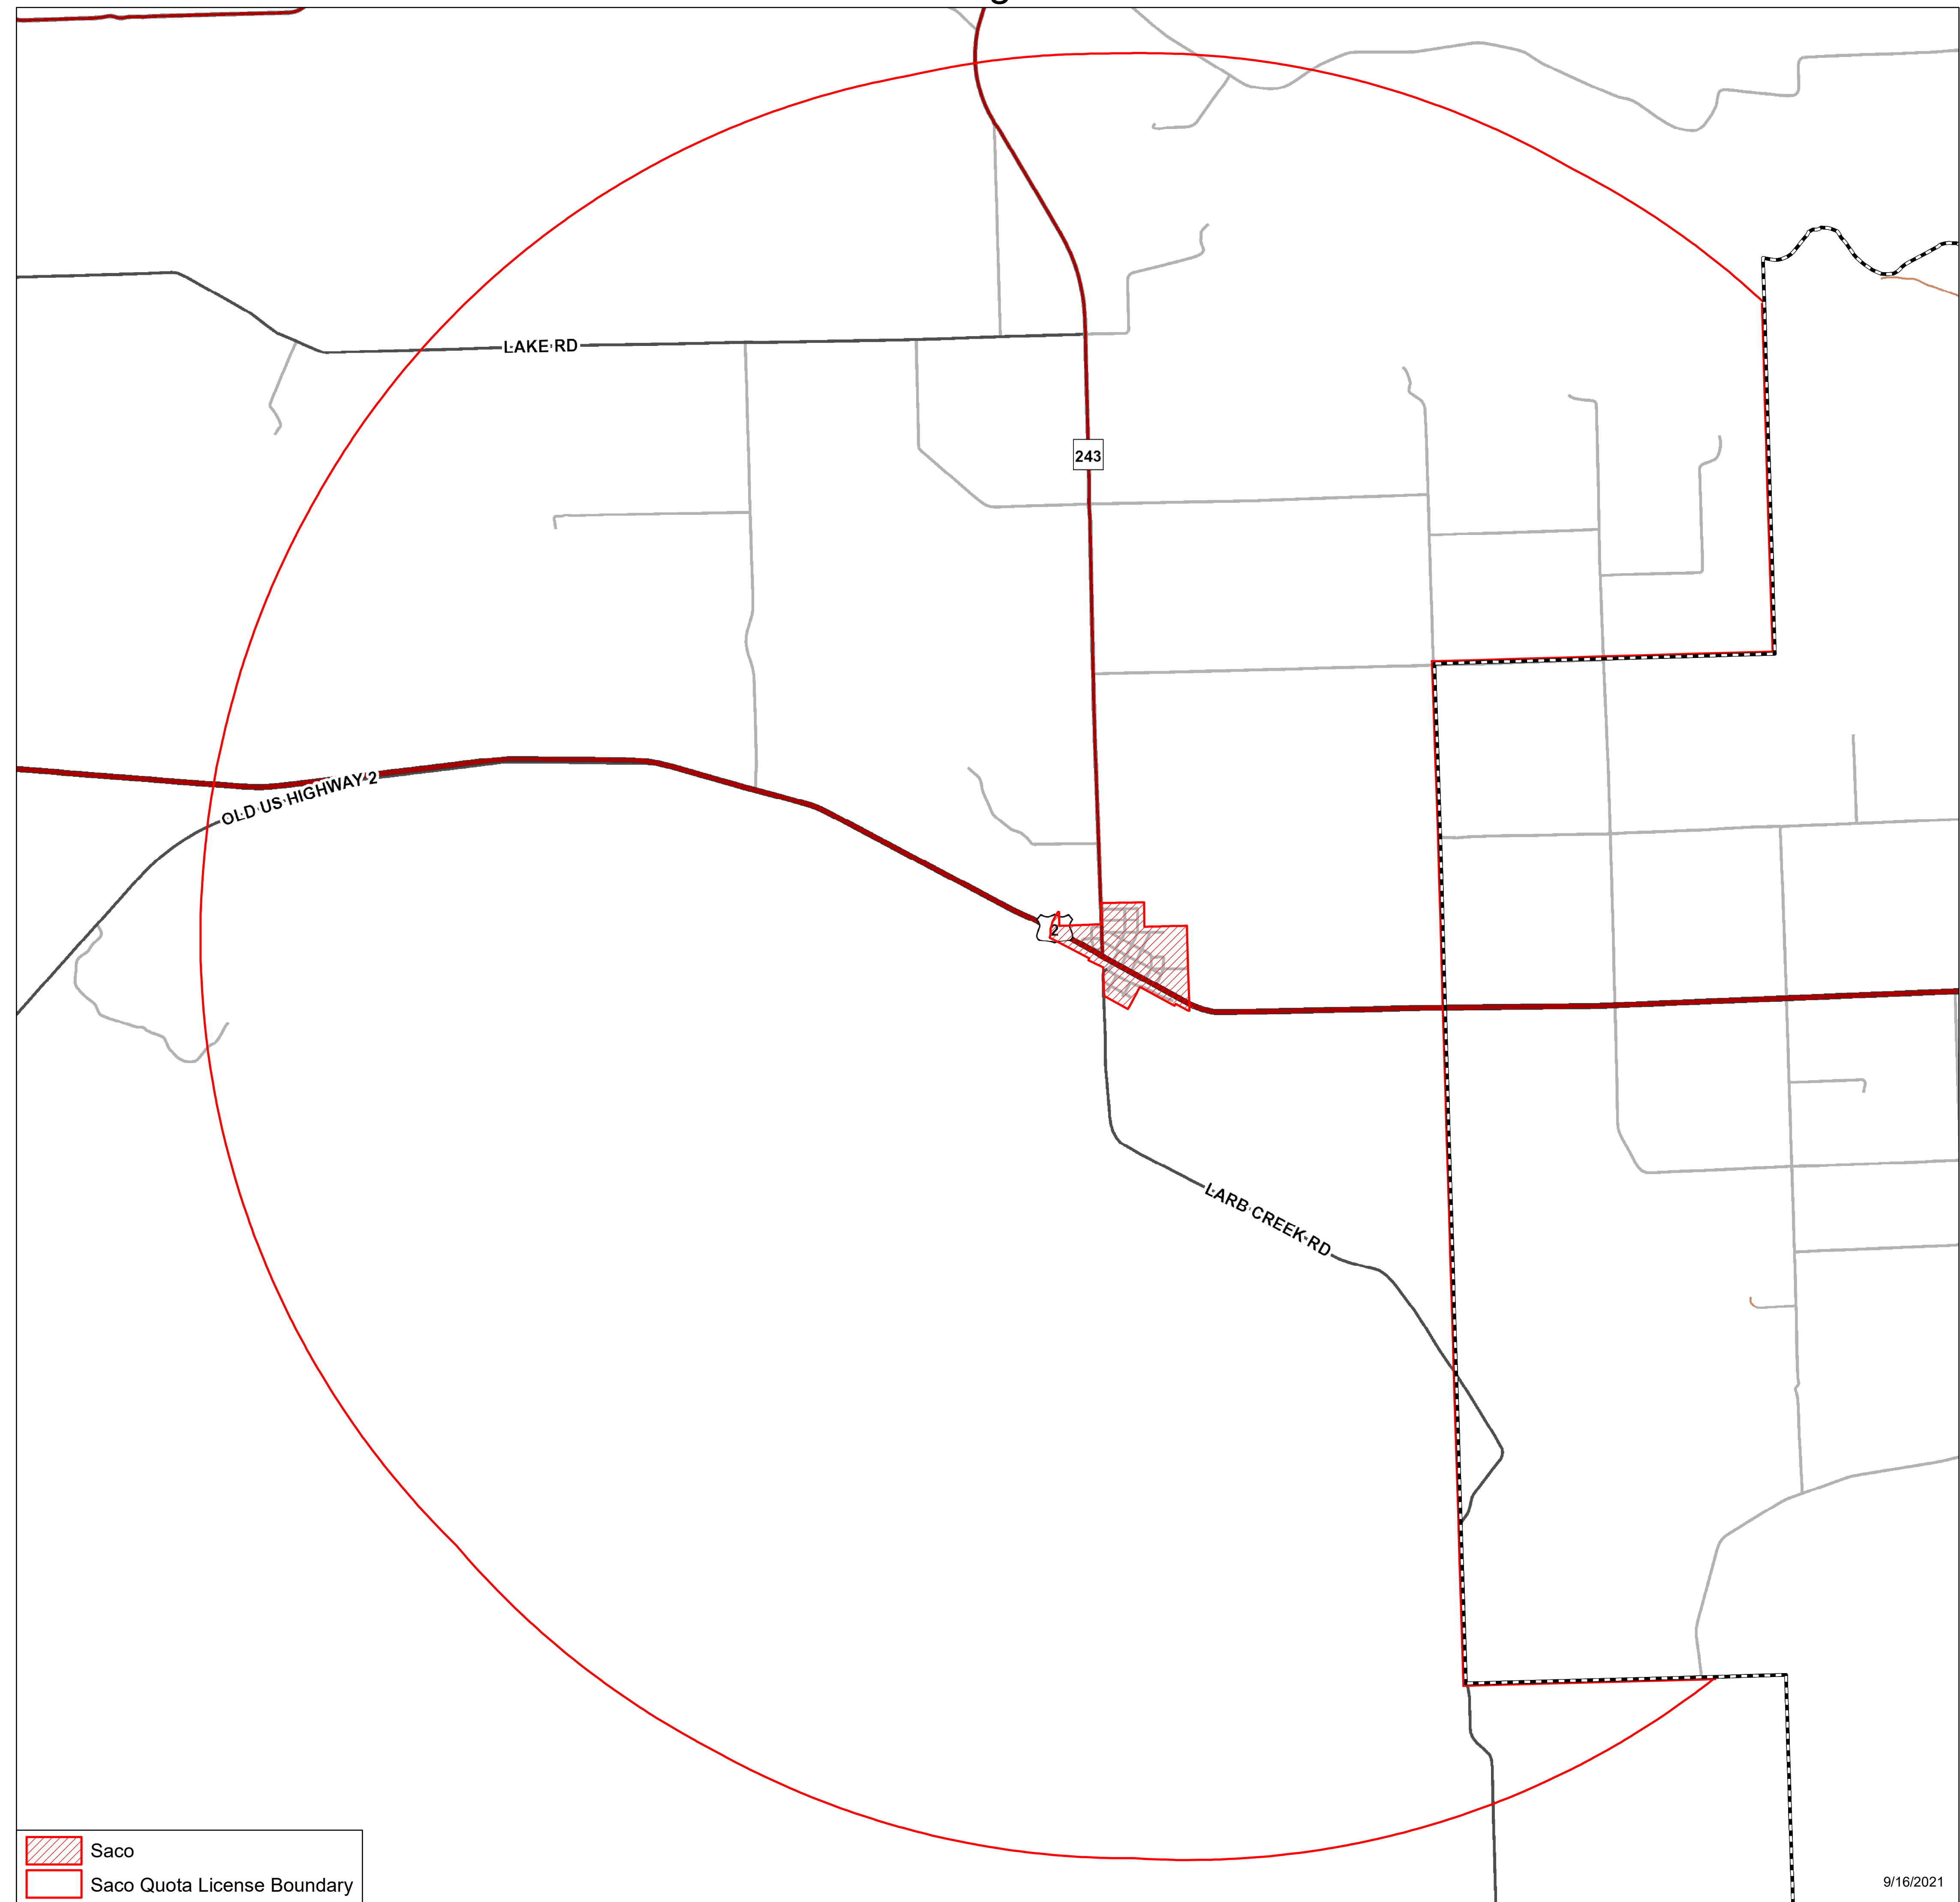 LAKE RD
243
OLD US HIGHWAY 2
2
LARB CREEK RD
Saco
Saco Quota License Boundary
9/16/2021